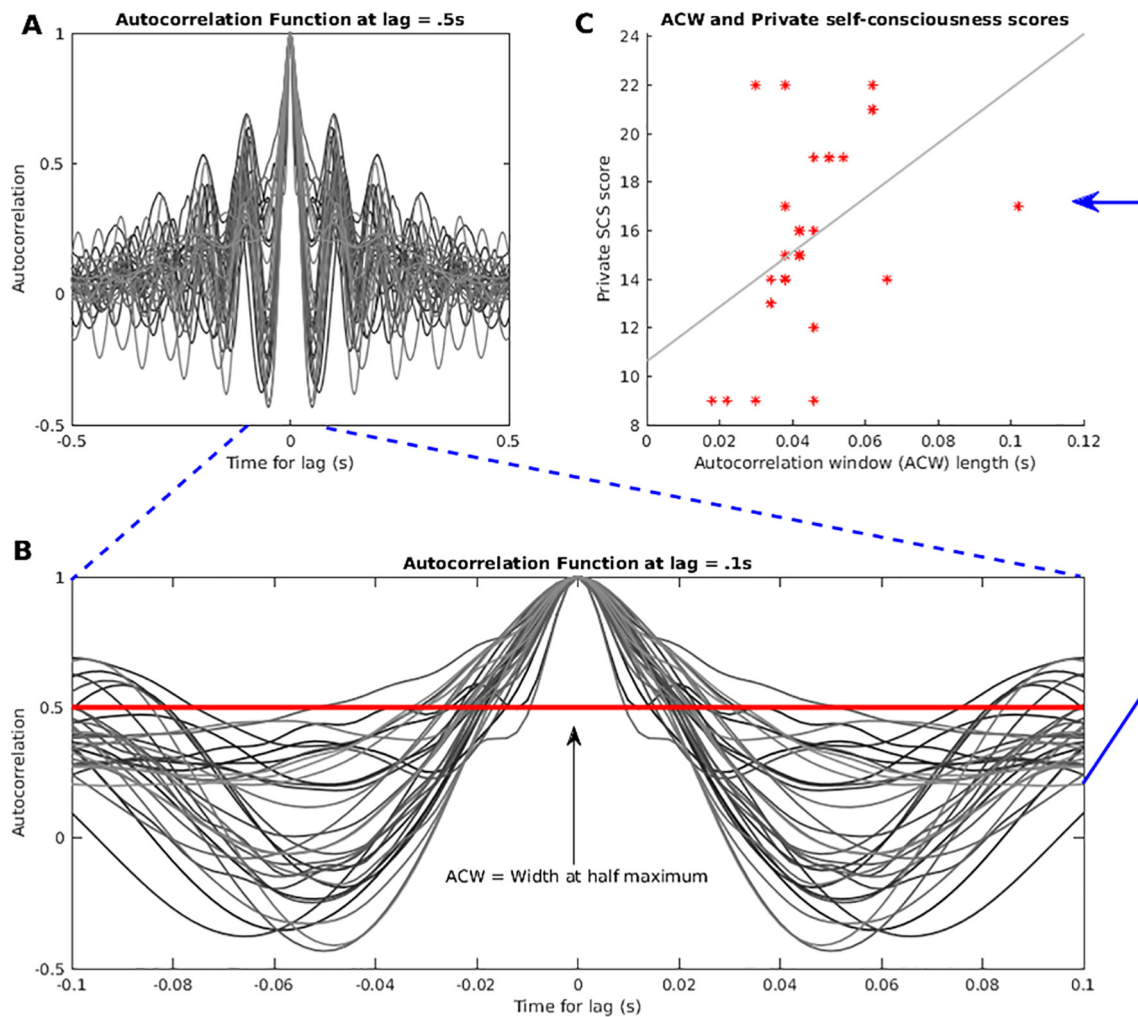 A
Autocorrelation Function at lag = .5s
1
0.5
0
-0.5
Autocorrelation
-0.5
0
0.5
Time for lag (s)
C
ACW and Private self-consciousness scores
24
22
20
18
16
14
12
10
8
Private SCS score
0
0.02
0.04
0.06
0.08
0.1
0.12
Autocorrelation window (ACW) length (s)
B
Autocorrelation Function at lag = .1s
1
0.5
0
-0.5
Autocorrelation
ACW = Width at half maximum
-0.1
-0.08
-0.06
-0.04
-0.02
0
0.02
0.04
0.06
0.08
0.1
Time for lag (s)